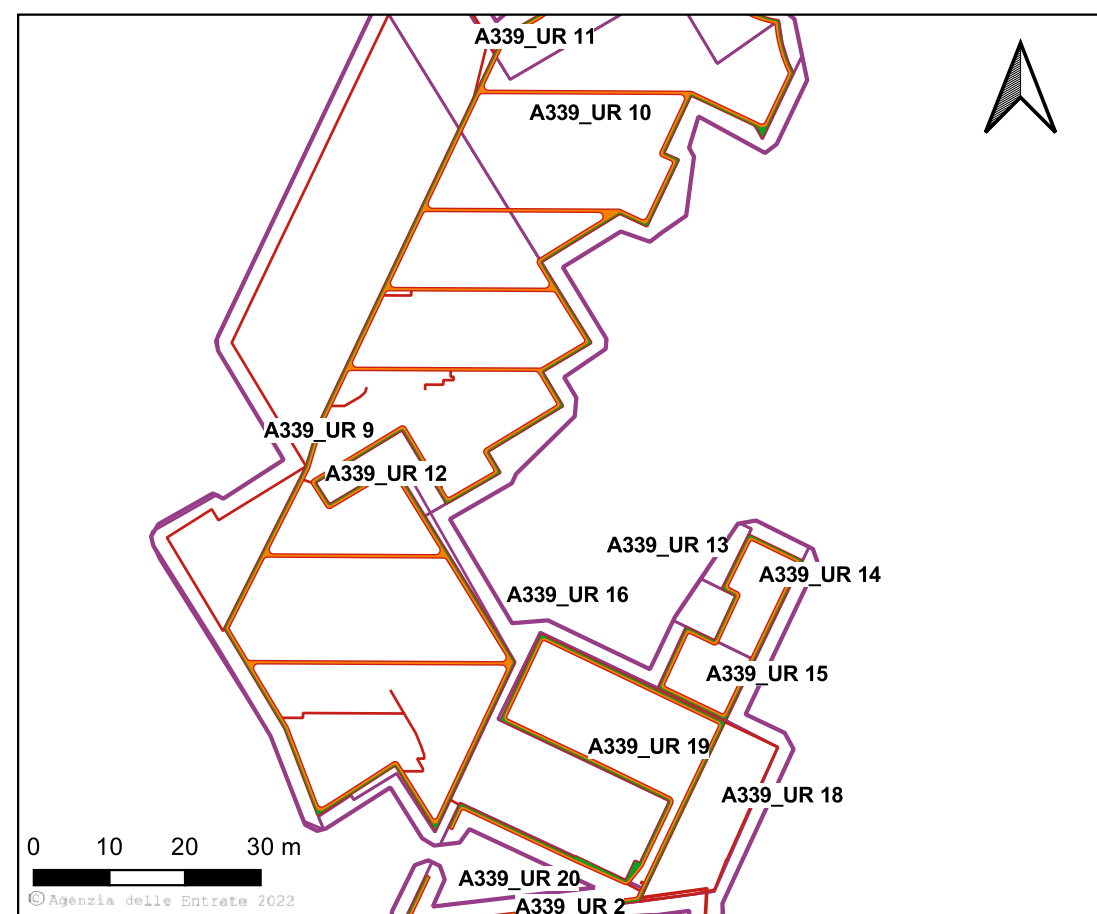 A339_UR 11
A339_UR 10
A339_UR 9
A339_UR 12
A339_UR 13
A339_UR 14
A339_UR 16
A339_UR 15
A339_UR 19
A339_UR 18
0 10 20 30 m
A339_UR 20
© Agenzia delle Entrate 2022
A339_UR 2